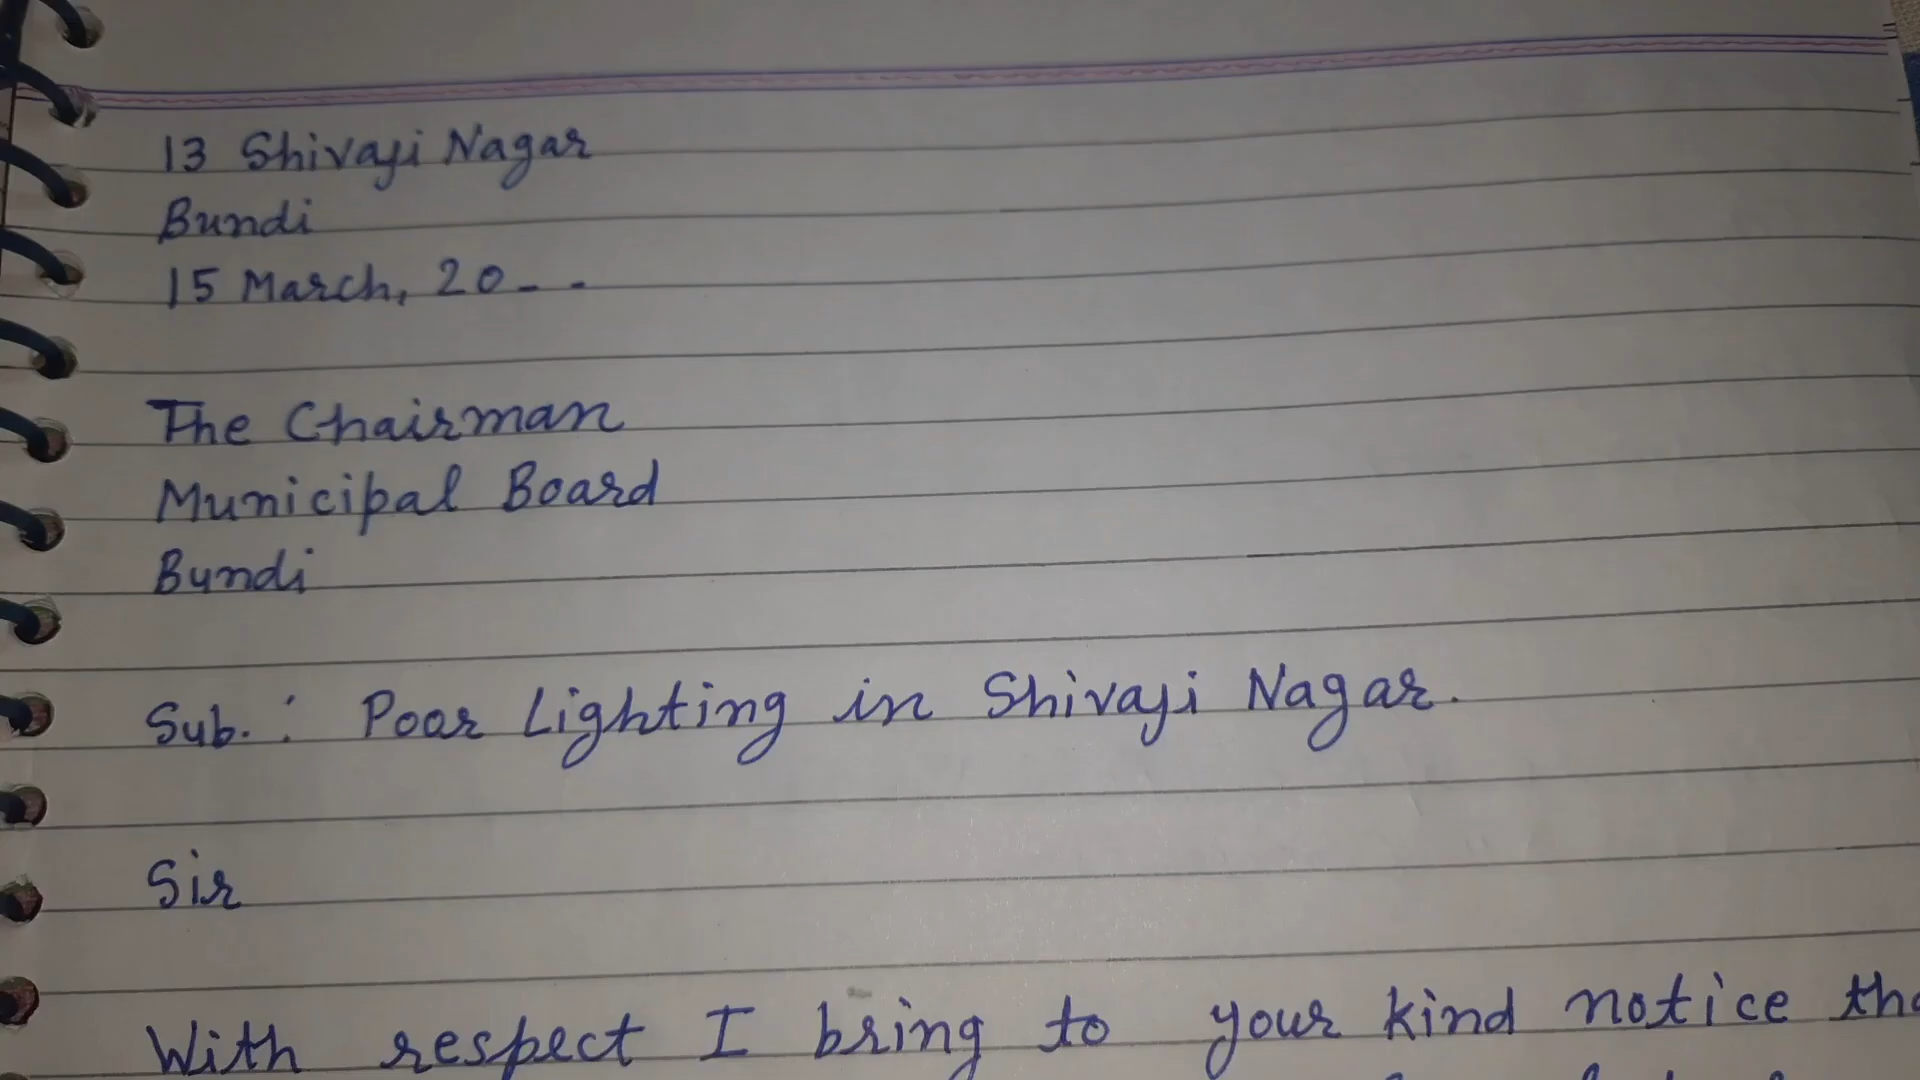 13 Shivaji Nagar
Bundi
15 March, 20--
The Chairman
Municipal Board
Bundi
Sub. : Poor Lighting in Shivaji Nagar.
Sir
With respect I bring to your kind notice